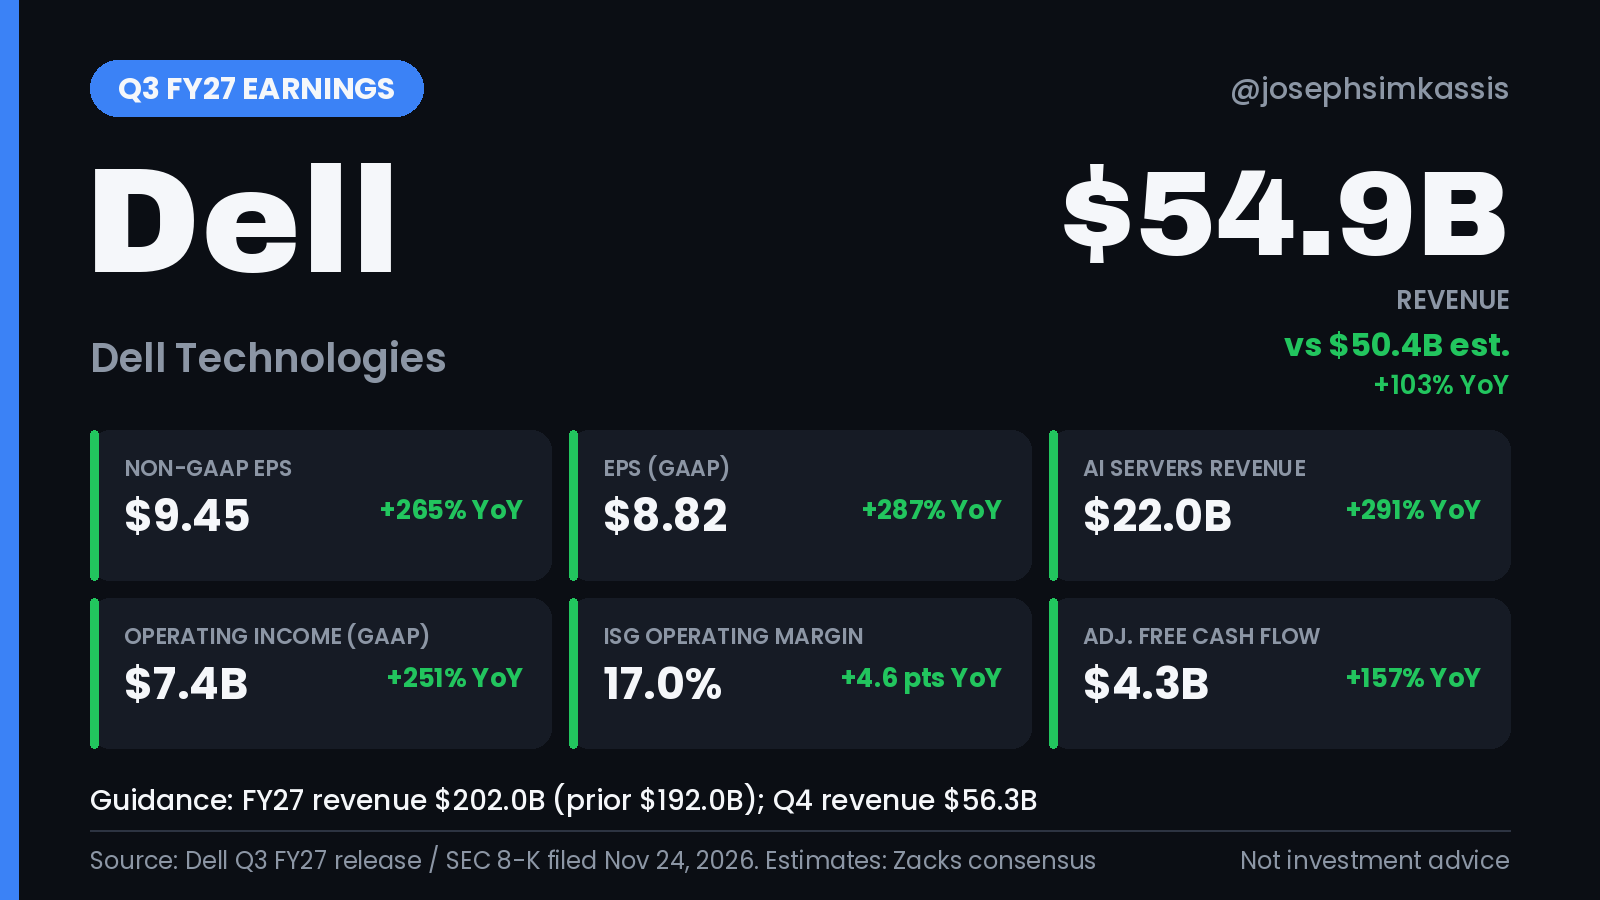 Q3 FY27 EARNINGS
@josephsimkassis
Dell
$54.9B
REVENUE
Dell Technologies
vs $50.4B est.
+103% YoY
NON-GAAP EPS
$9.45
+265% YoY
EPS (GAAP)
$8.82
+287% YoY
AI SERVERS REVENUE
$22.0B
+291% YoY
OPERATING INCOME (GAAP)
$7.4B
+251% YoY
ISG OPERATING MARGIN
17.0%
+4.6 pts YoY
ADJ. FREE CASH FLOW
$4.3B
+157% YoY
Guidance: FY27 revenue $202.0B (prior $192.0B); Q4 revenue $56.3B
Source: Dell Q3 FY27 release / SEC 8-K filed Nov 24, 2026. Estimates: Zacks consensus
Not investment advice